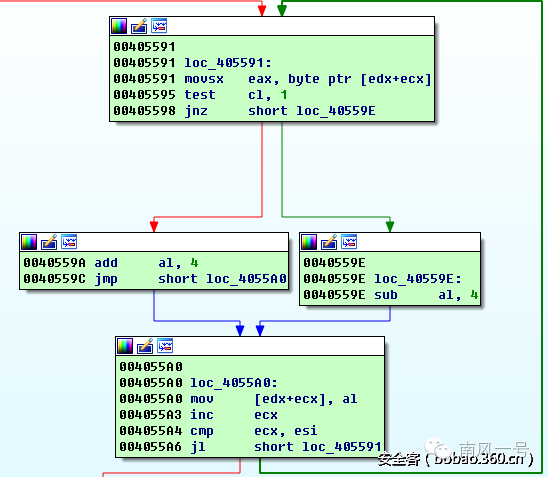 00405591
00405591 loc_405591:
00405591 movsx eax, byte ptr [edx+ecx]
00405595 test cl, 1
00405598 jnz short loc_40559E
0040559A add al, 4
0040559C jmp short loc_4055A0
0040559E
0040559E loc_40559E:
0040559E sub al, 4
004055A0
004055A0 loc_4055A0:
004055A0 mov [edx+ecx], al
004055A3 inc ecx
004055A4 cmp ecx, esi
004055A6 jl short loc_405591
南风一号
安全客(bobao.360.cn)